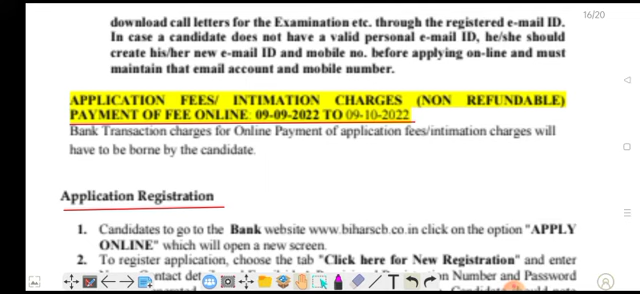 16/20
download call letters for the Examination etc. through the registered e-mail ID.
In case a candidate does not have a valid personal e-mail ID, he/she should
create his/her new e-mail ID and mobile no. before applying on-line and must
maintain that email account and mobile number.
APPLICATION FEES/ INTIMATION CHARGES (NON REFUNDABLE)
PAYMENT OF FEE ONLINE: 09-09-2022 TO 09-10-2022
Bank Transaction charges for Online Payment of application fees/intimation charges will
have to be borne by the candidate.
Application Registration
1. Candidates to go to the Bank website www.biharscb.co.in click on the option "APPLY
ONLINE" which will open a new screen.
2. To register application, choose the tab "Click here for New Registration" and enter
Number and Password